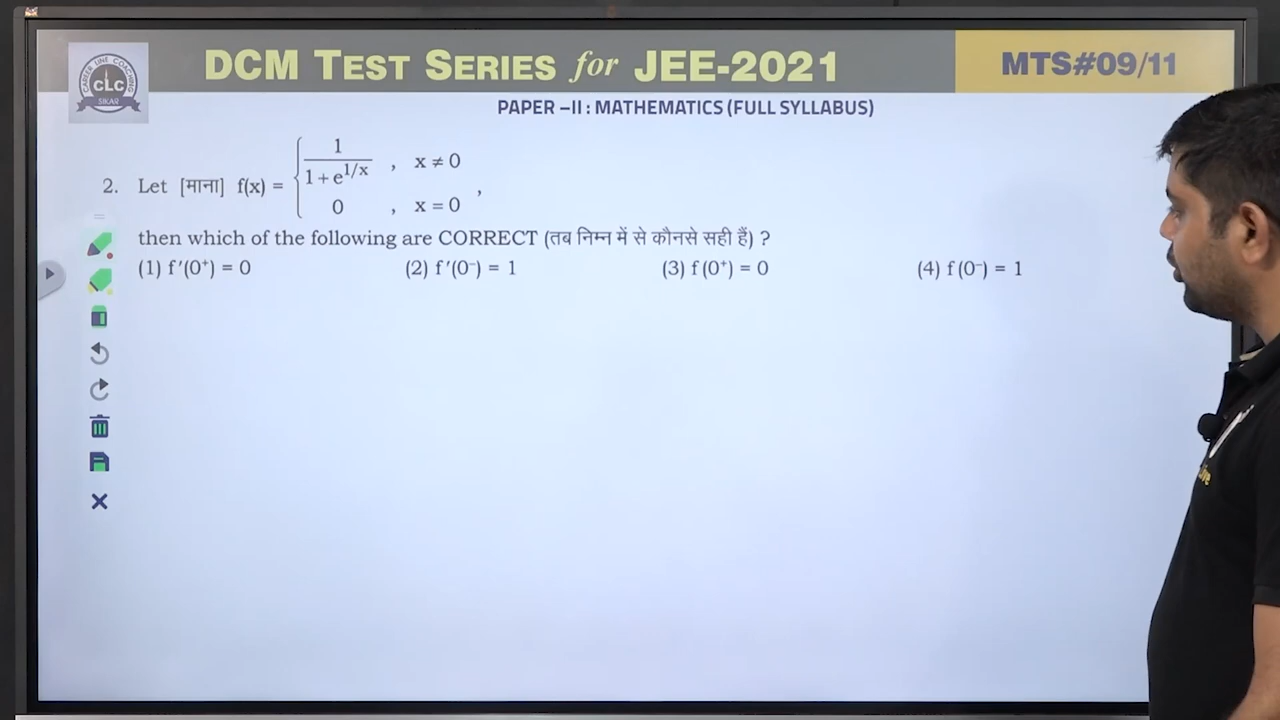 CAREER LINE COACHING
CLC
SIKAR
DCM TEST SERIES for JEE-2021
MTS#09/11
PAPER –II : MATHEMATICS (FULL SYLLABUS)
2. Let [माना] f(x) = { 1/(1+e^{1/x}) , x ≠ 0
0 , x = 0 ,
then which of the following are CORRECT (तब निम्न में से कौनसे सही हैं) ?
(1) f′(0⁺) = 0 (2) f′(0⁻) = 1 (3) f(0⁺) = 0 (4) f(0⁻) = 1